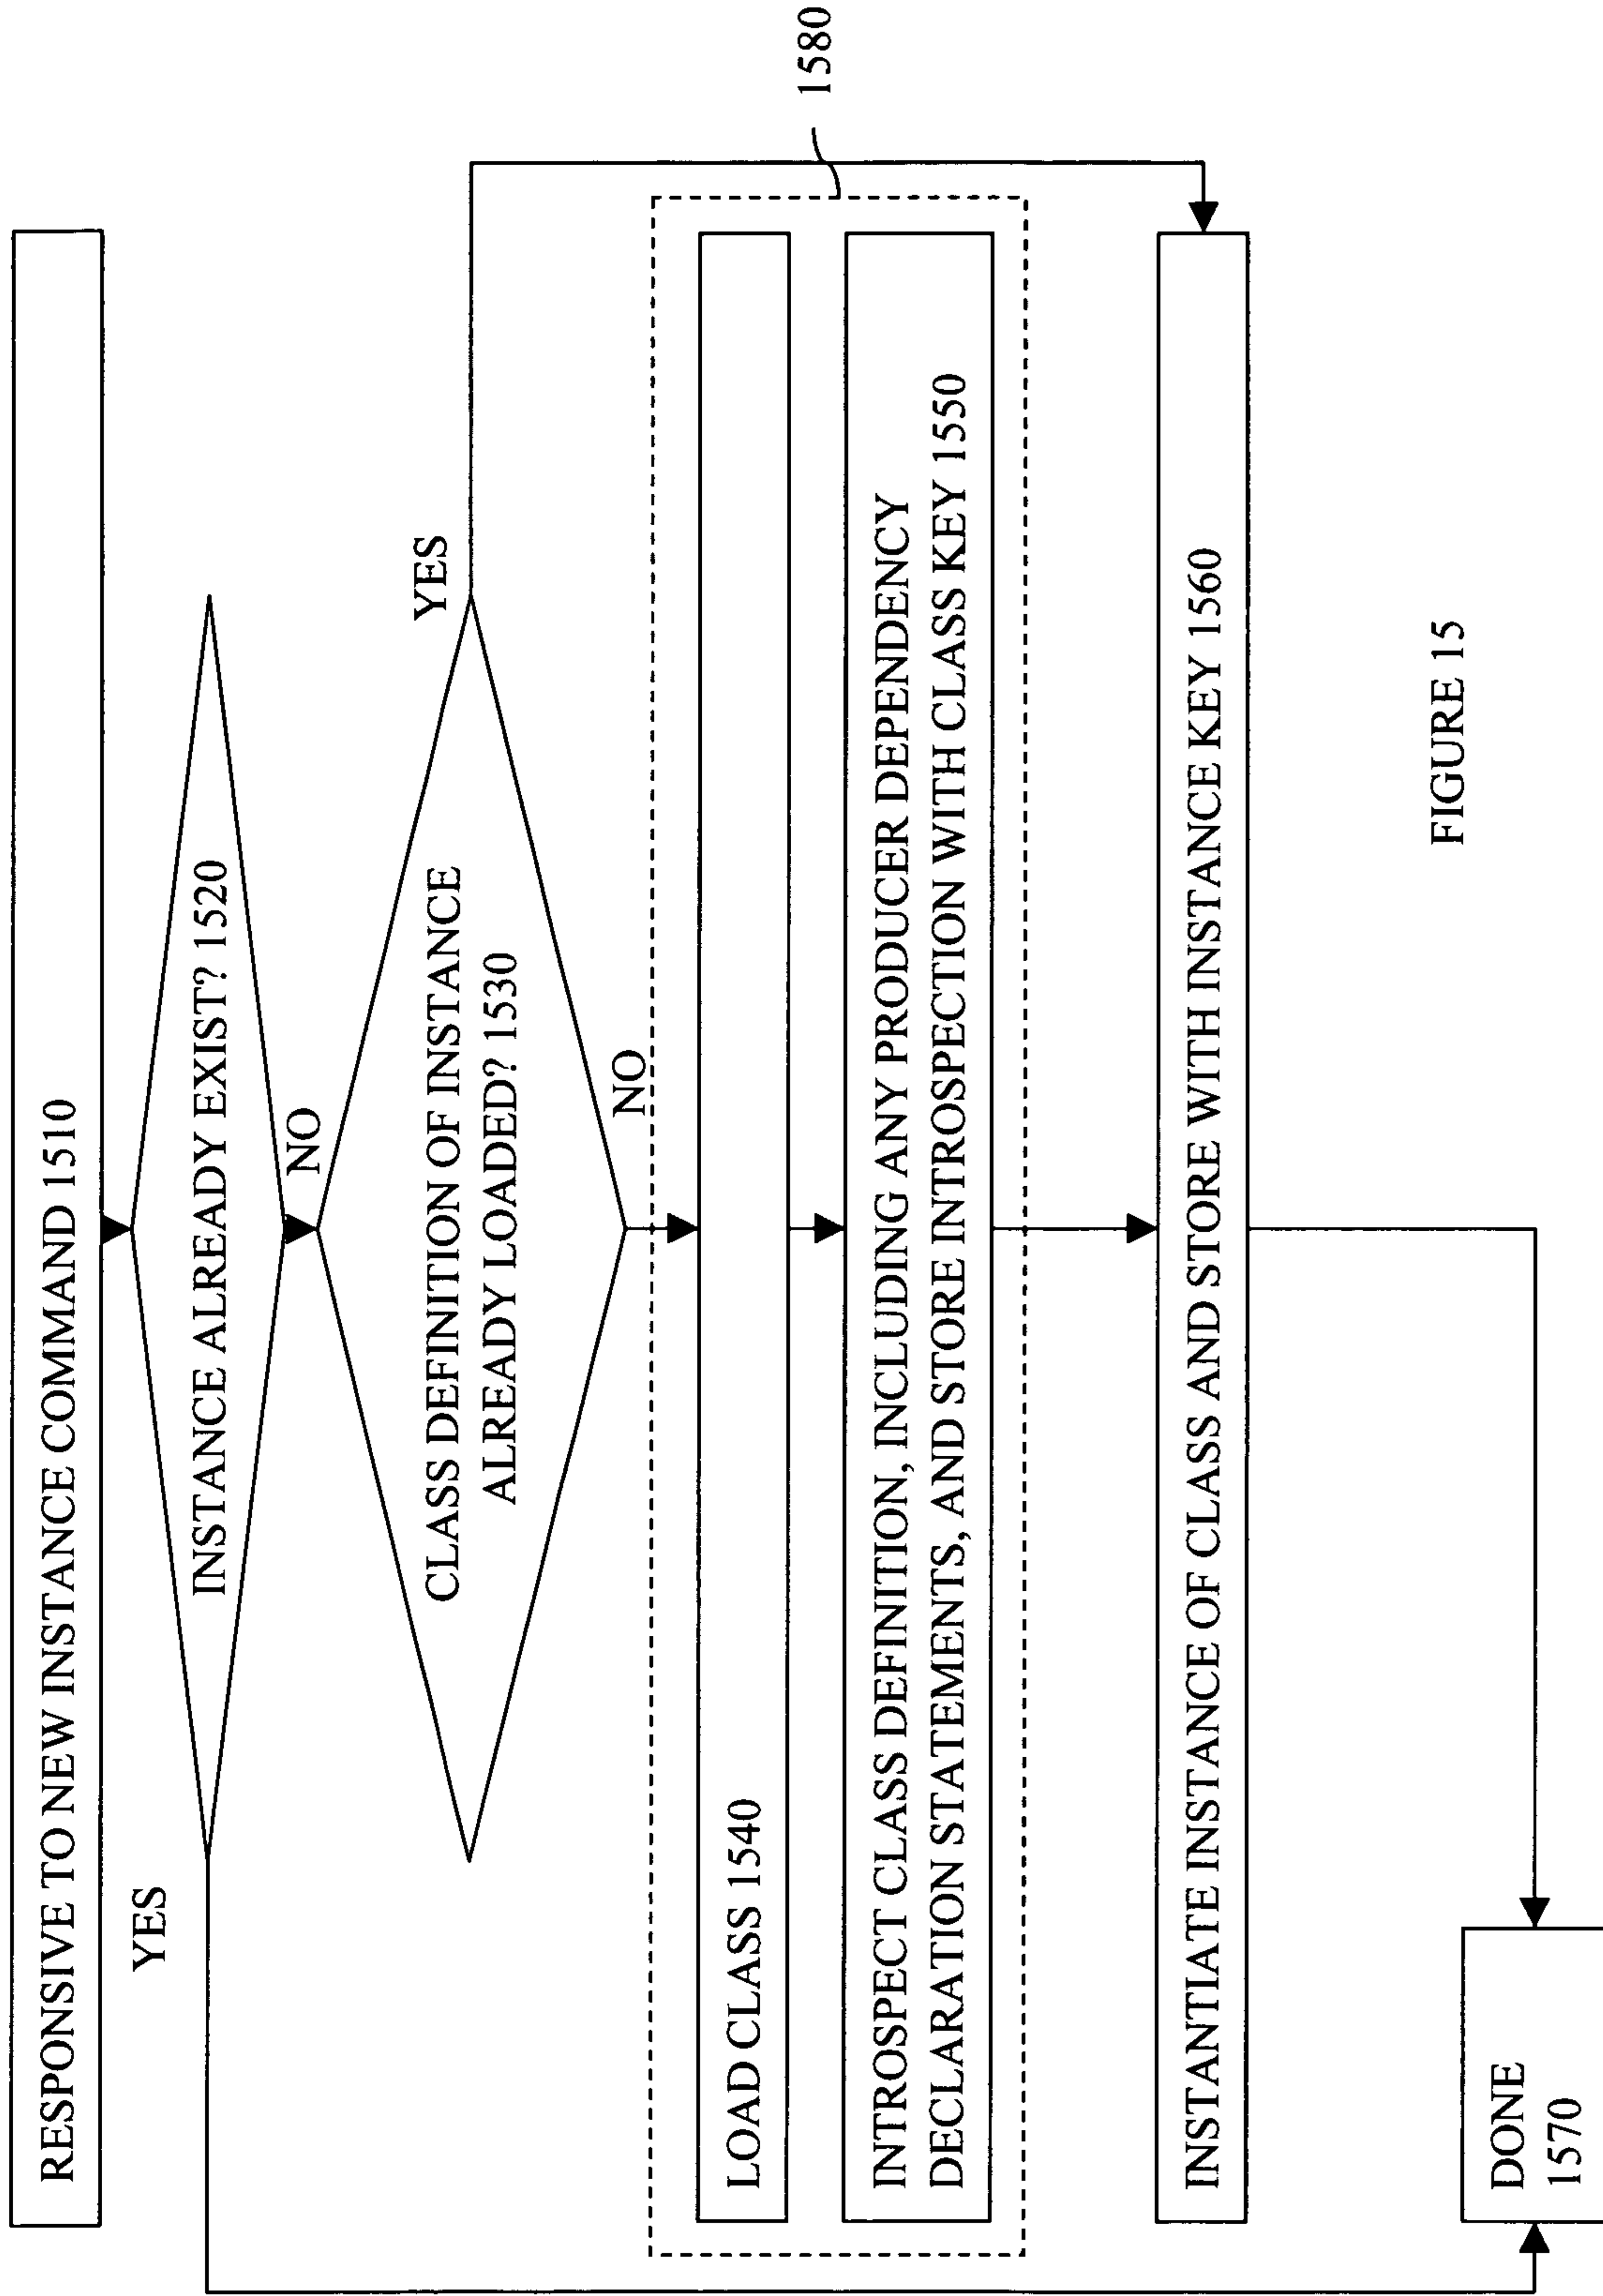 RESPONSIVE TO NEW INSTANCE COMMAND 1510
YES
INSTANCE ALREADY EXIST? 1520
NO
YES
CLASS DEFINITION OF INSTANCE
ALREADY LOADED? 1530
NO
1580
LOAD CLASS 1540
INTROSPECT CLASS DEFINITION, INCLUDING ANY PRODUCER DEPENDENCY
DECLARATION STATEMENTS, AND STORE INTROSPECTION WITH CLASS KEY 1550
INSTANTIATE INSTANCE OF CLASS AND STORE WITH INSTANCE KEY 1560
DONE
1570
FIGURE 15